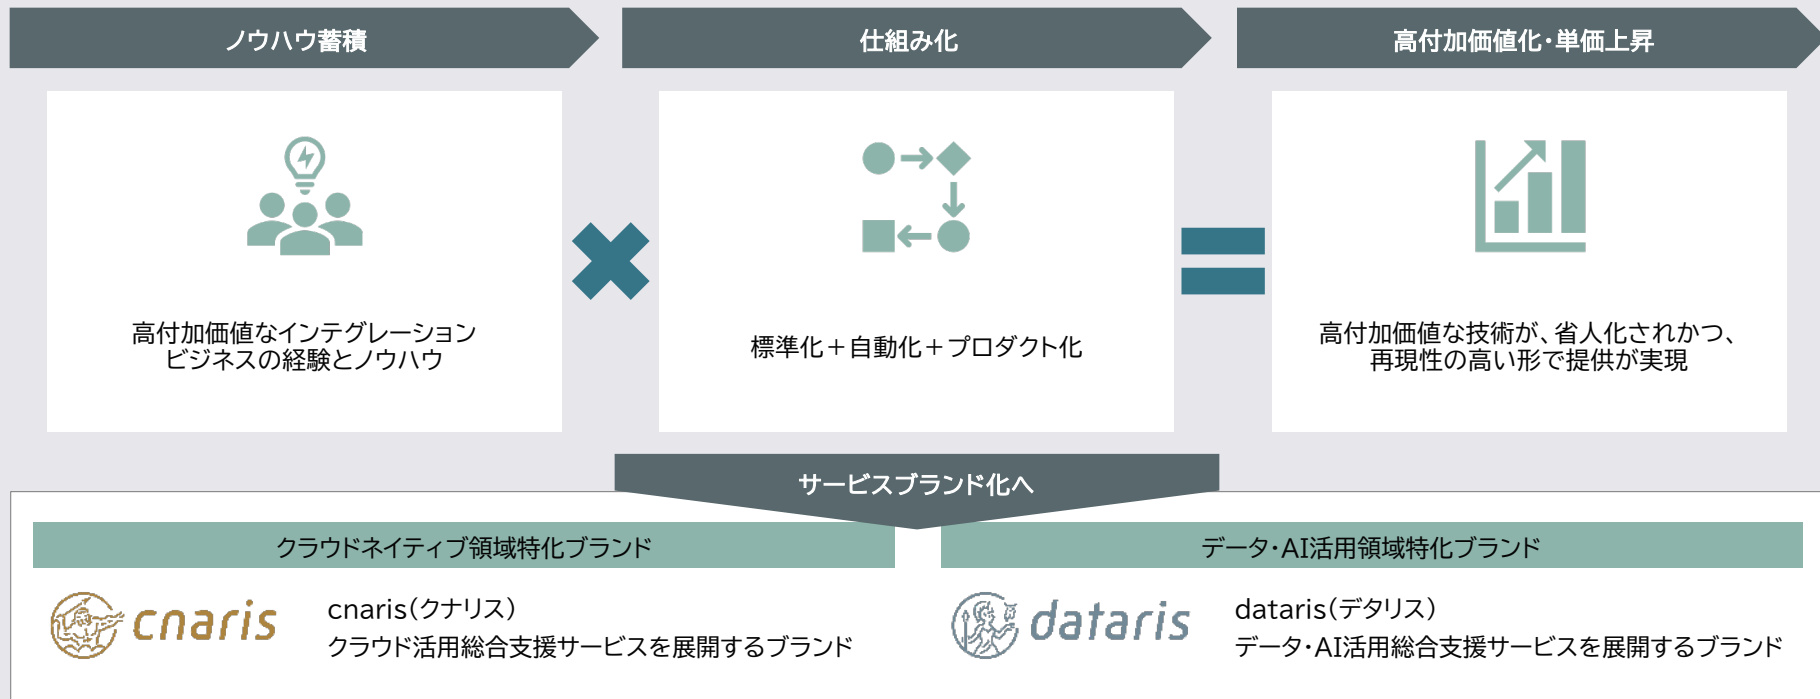 ノウハウ蓄積
仕組み化
高付加価値化・単価上昇
高付加価値なインテグレーション
ビジネスの経験とノウハウ
標準化＋自動化＋プロダクト化
高付加価値な技術が、省人化されかつ、
再現性の高い形で提供が実現
サービスブランド化へ
クラウドネイティブ領域特化ブランド
cnaris
cnaris(クナリス)
クラウド活用総合支援サービスを展開するブランド
データ・AI活用領域特化ブランド
dataris
dataris(デタリス)
データ・AI活用総合支援サービスを展開するブランド